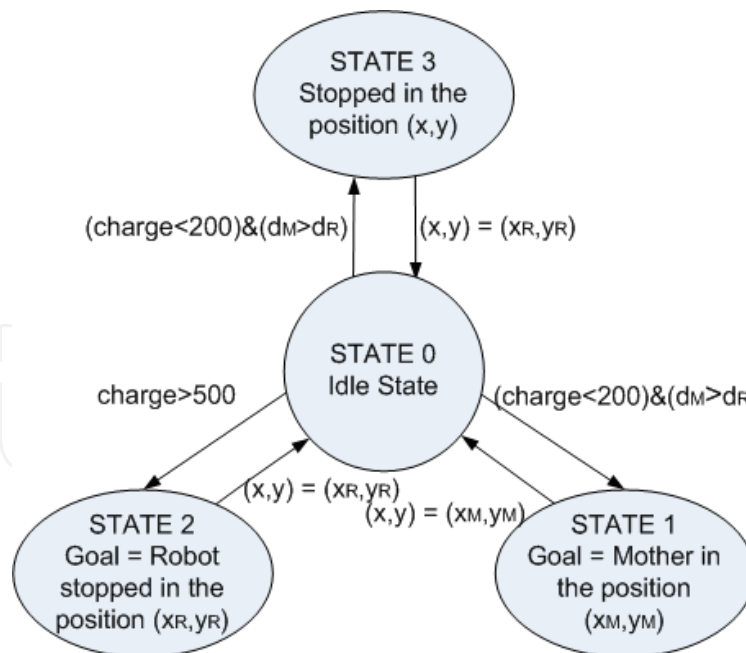 STATE 3
Stopped in the
position (x,y)
(charge<200)&(dM>dR)
(x,y) = (xR,yR)
STATE 0
Idle State
charge>500
(charge<200)&(dM>dR
(x,y) = (xR,yR)
(x,y) = (xM,yM)
STATE 2
Goal = Robot
stopped in the
position (xR,yR)
STATE 1
Goal = Mother in
the position
(xM,yM)